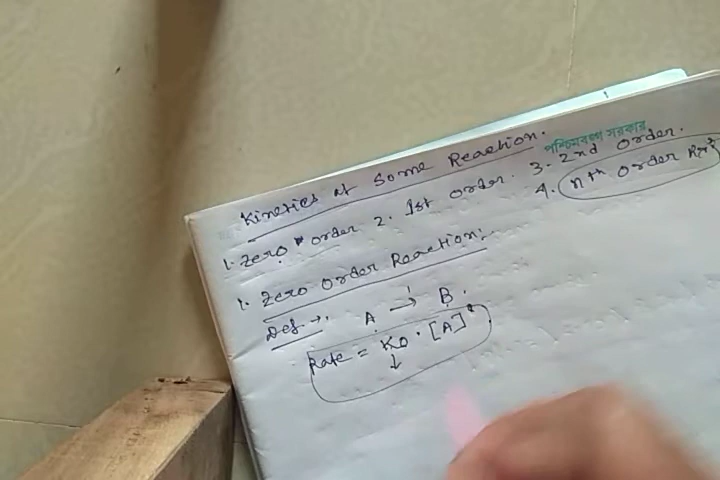 পশ্চিমবঙ্গ সরকার
Kinetics of Some Reaction.
1. Zero order 2. 1st order. 3. 2nd order.
4. nth order Rxn
1. Zero order Reaction:
Def →. A → B.
Rate = K0 · [A]